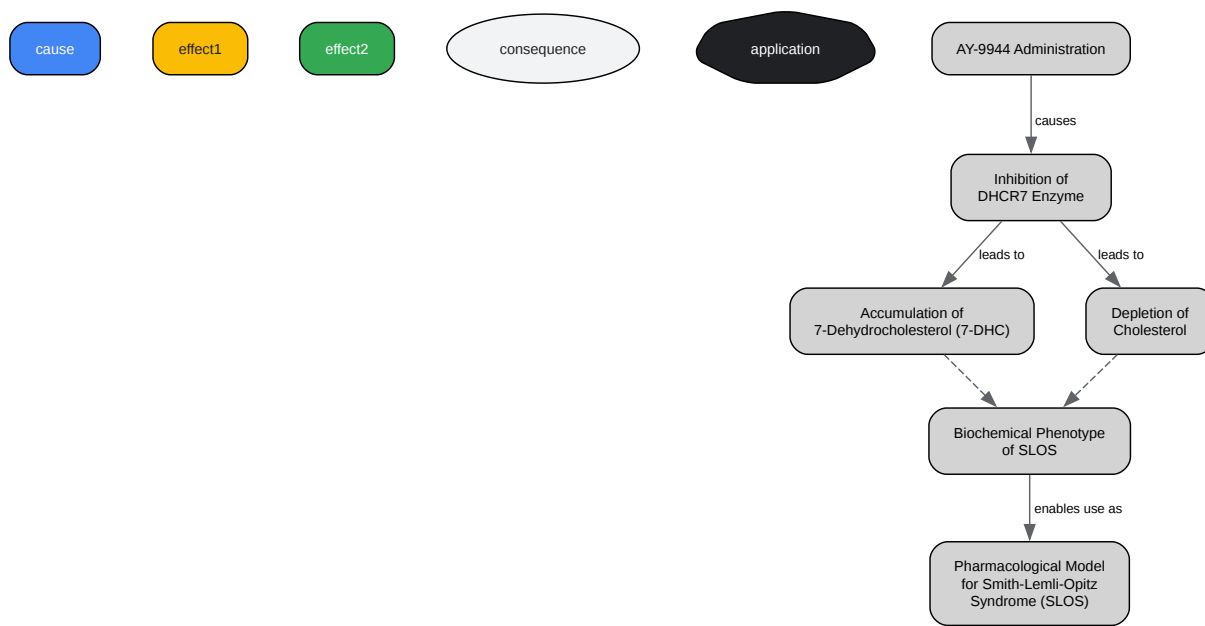 cause
effect1
effect2
consequence
application
AY-9944 Administration
causes
Inhibition of
DHCR7 Enzyme
leads to
leads to
Accumulation of
7-Dehydrocholesterol (7-DHC)
Depletion of
Cholesterol
Biochemical Phenotype
of SLOS
enables use as
Pharmacological Model
for Smith-Lemli-Opitz
Syndrome (SLOS)